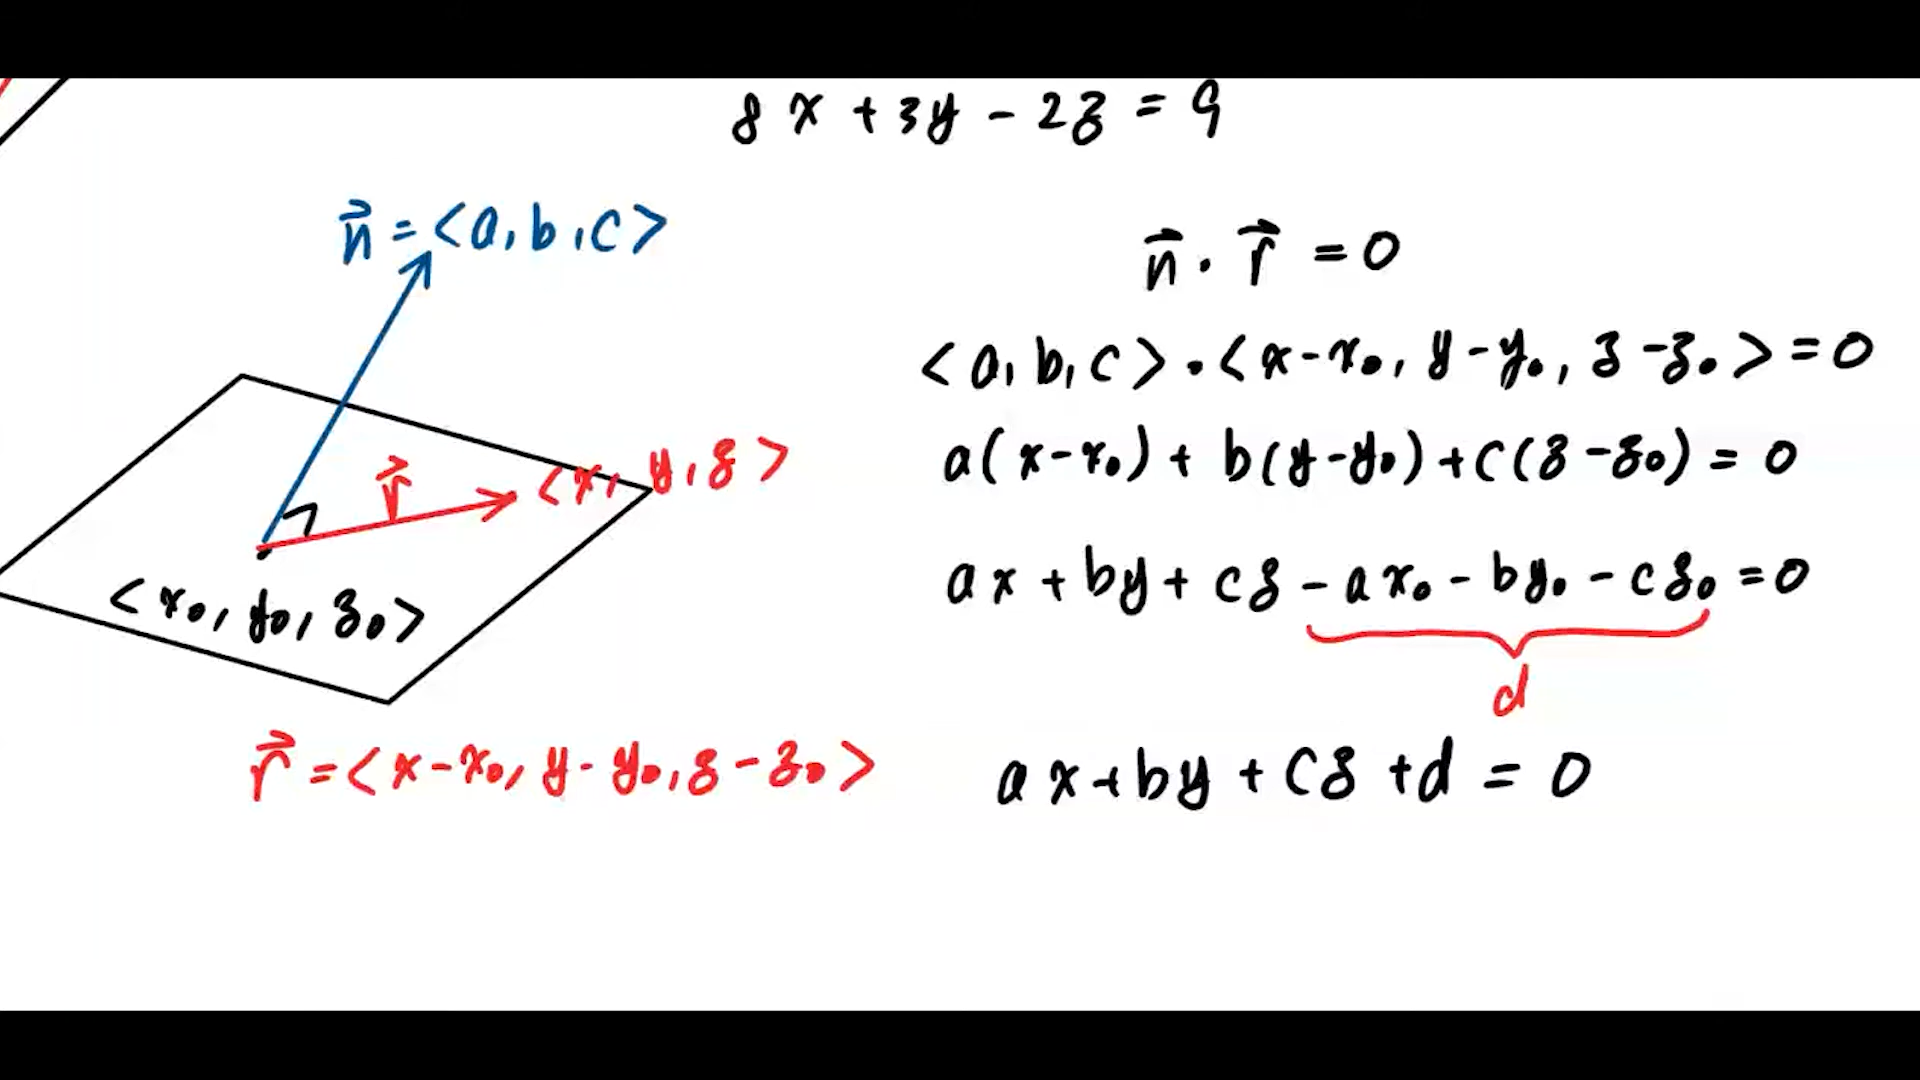 8x + 3y - 2z = 9
n⃗ = <a, b, c>
n⃗ · r⃗ = 0
<a, b, c> · <x - x₀, y - y₀, z - z₀> = 0
a(x - x₀) + b(y - y₀) + c(z - z₀) = 0
r⃗
<x, y, z>
<x₀, y₀, z₀>
ax + by + cz - ax₀ - by₀ - cz₀ = 0
d
r⃗ = <x - x₀, y - y₀, z - z₀>
ax + by + cz + d = 0